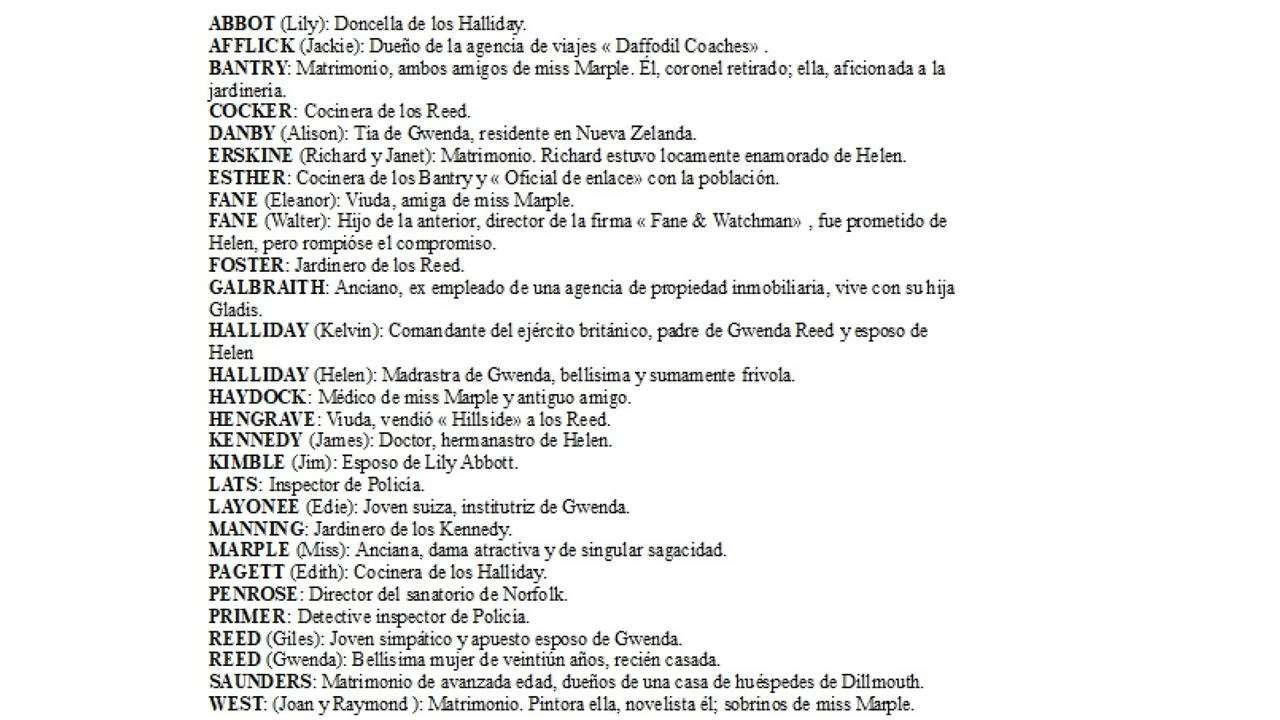 ABBOT (Lily): Doncella de los Halliday.
AFFLICK (Jackie): Dueño de la agencia de viajes « Daffodil Coaches» .
BANTRY: Matrimonio, ambos amigos de miss Marple. Él, coronel retirado; ella, aficionada a la
jardinería.
COCKER: Cocinera de los Reed.
DANBY (Alison): Tía de Gwenda, residente en Nueva Zelanda.
ERSKINE (Richard y Janet): Matrimonio. Richard estuvo locamente enamorado de Helen.
ESTHER: Cocinera de los Bantry y « Oficial de enlace» con la población.
FANE (Eleanor): Viuda, amiga de miss Marple.
FANE (Walter): Hijo de la anterior, director de la firma « Fane & Watchman» , fue prometido de
Helen, pero rompióse el compromiso.
FOSTER: Jardinero de los Reed.
GALBRAITH: Anciano, ex empleado de una agencia de propiedad inmobiliaria, vive con su hija
Gladis.
HALLIDAY (Kelvin): Comandante del ejército británico, padre de Gwenda Reed y esposo de
Helen
HALLIDAY (Helen): Madrastra de Gwenda, bellísima y sumamente frívola.
HAYDOCK: Médico de miss Marple y antiguo amigo.
HENGRAVE: Viuda, vendió « Hillside» a los Reed.
KENNEDY (James): Doctor, hermanastro de Helen.
KIMBLE (Jim): Esposo de Lily Abbott.
LATS: Inspector de Policía.
LAYONEE (Edie): Joven suiza, institutriz de Gwenda.
MANNING: Jardinero de los Kennedy.
MARPLE (Miss): Anciana, dama atractiva y de singular sagacidad.
PAGETT (Edith): Cocinera de los Halliday.
PENROSE: Director del sanatorio de Norfolk.
PRIMER: Detective inspector de Policía.
REED (Giles): Joven simpático y apuesto esposo de Gwenda.
REED (Gwenda): Bellísima mujer de veintiún años, recién casada.
SAUNDERS: Matrimonio de avanzada edad, dueños de una casa de huéspedes de Dillmouth.
WEST: (Joan y Raymond ): Matrimonio. Pintora ella, novelista él; sobrinos de miss Marple.